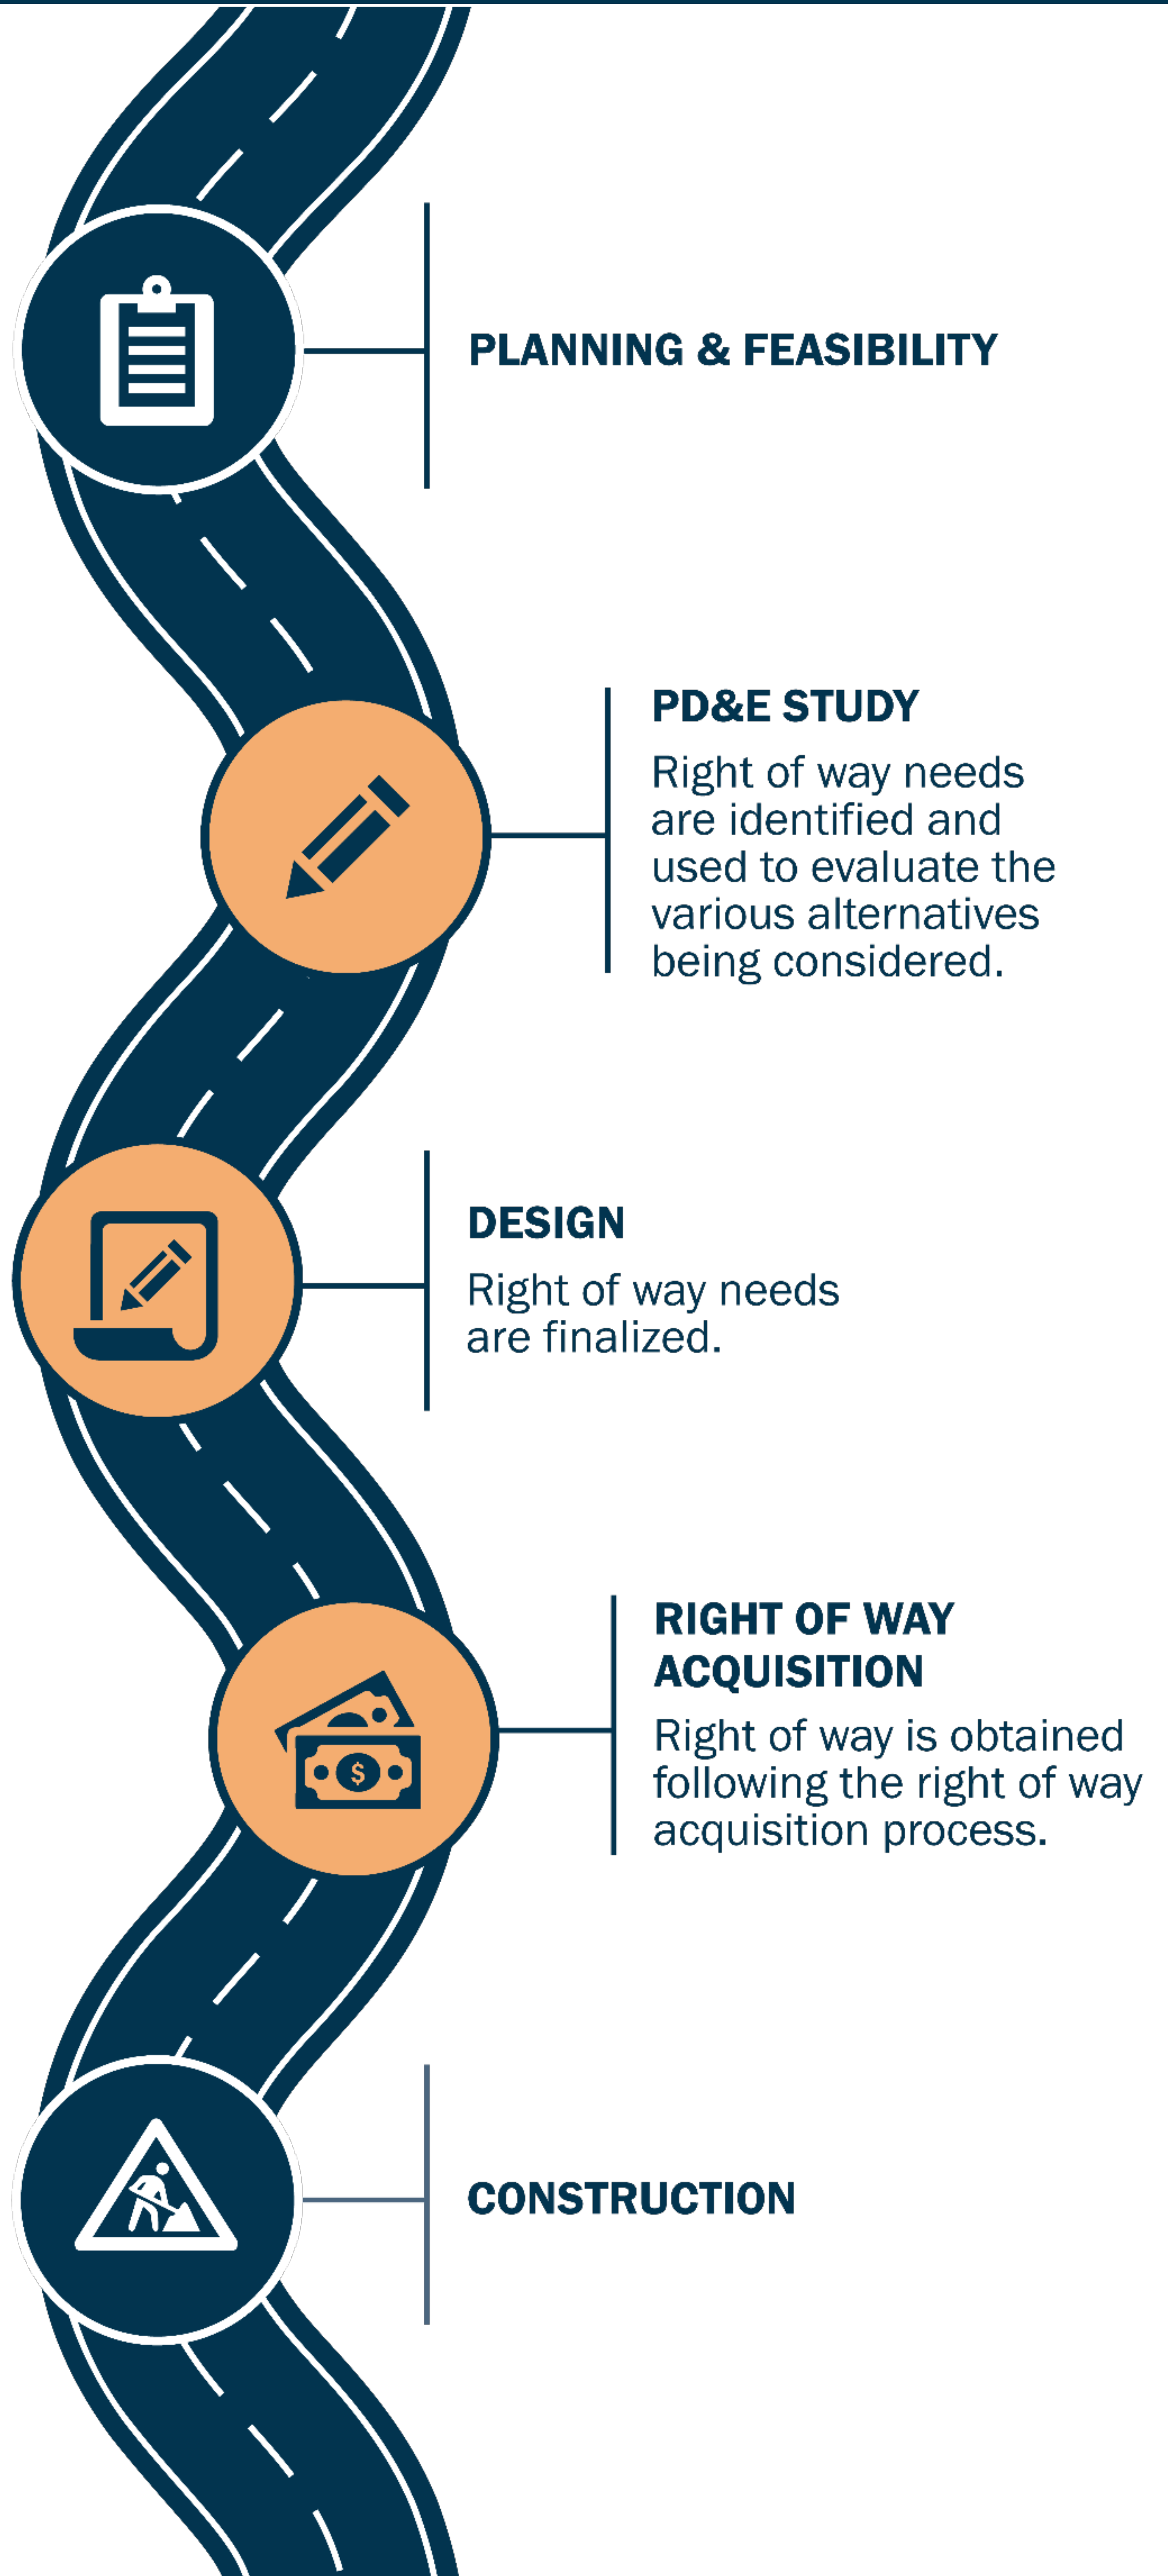 PLANNING & FEASIBILITY
PD&E STUDY
Right of way needs
are identified and
used to evaluate the
various alternatives
being considered.
DESIGN
Right of way needs
are finalized.
RIGHT OF WAY
ACQUISITION
Right of way is obtained
following the right of way
acquisition process.
$
CONSTRUCTION